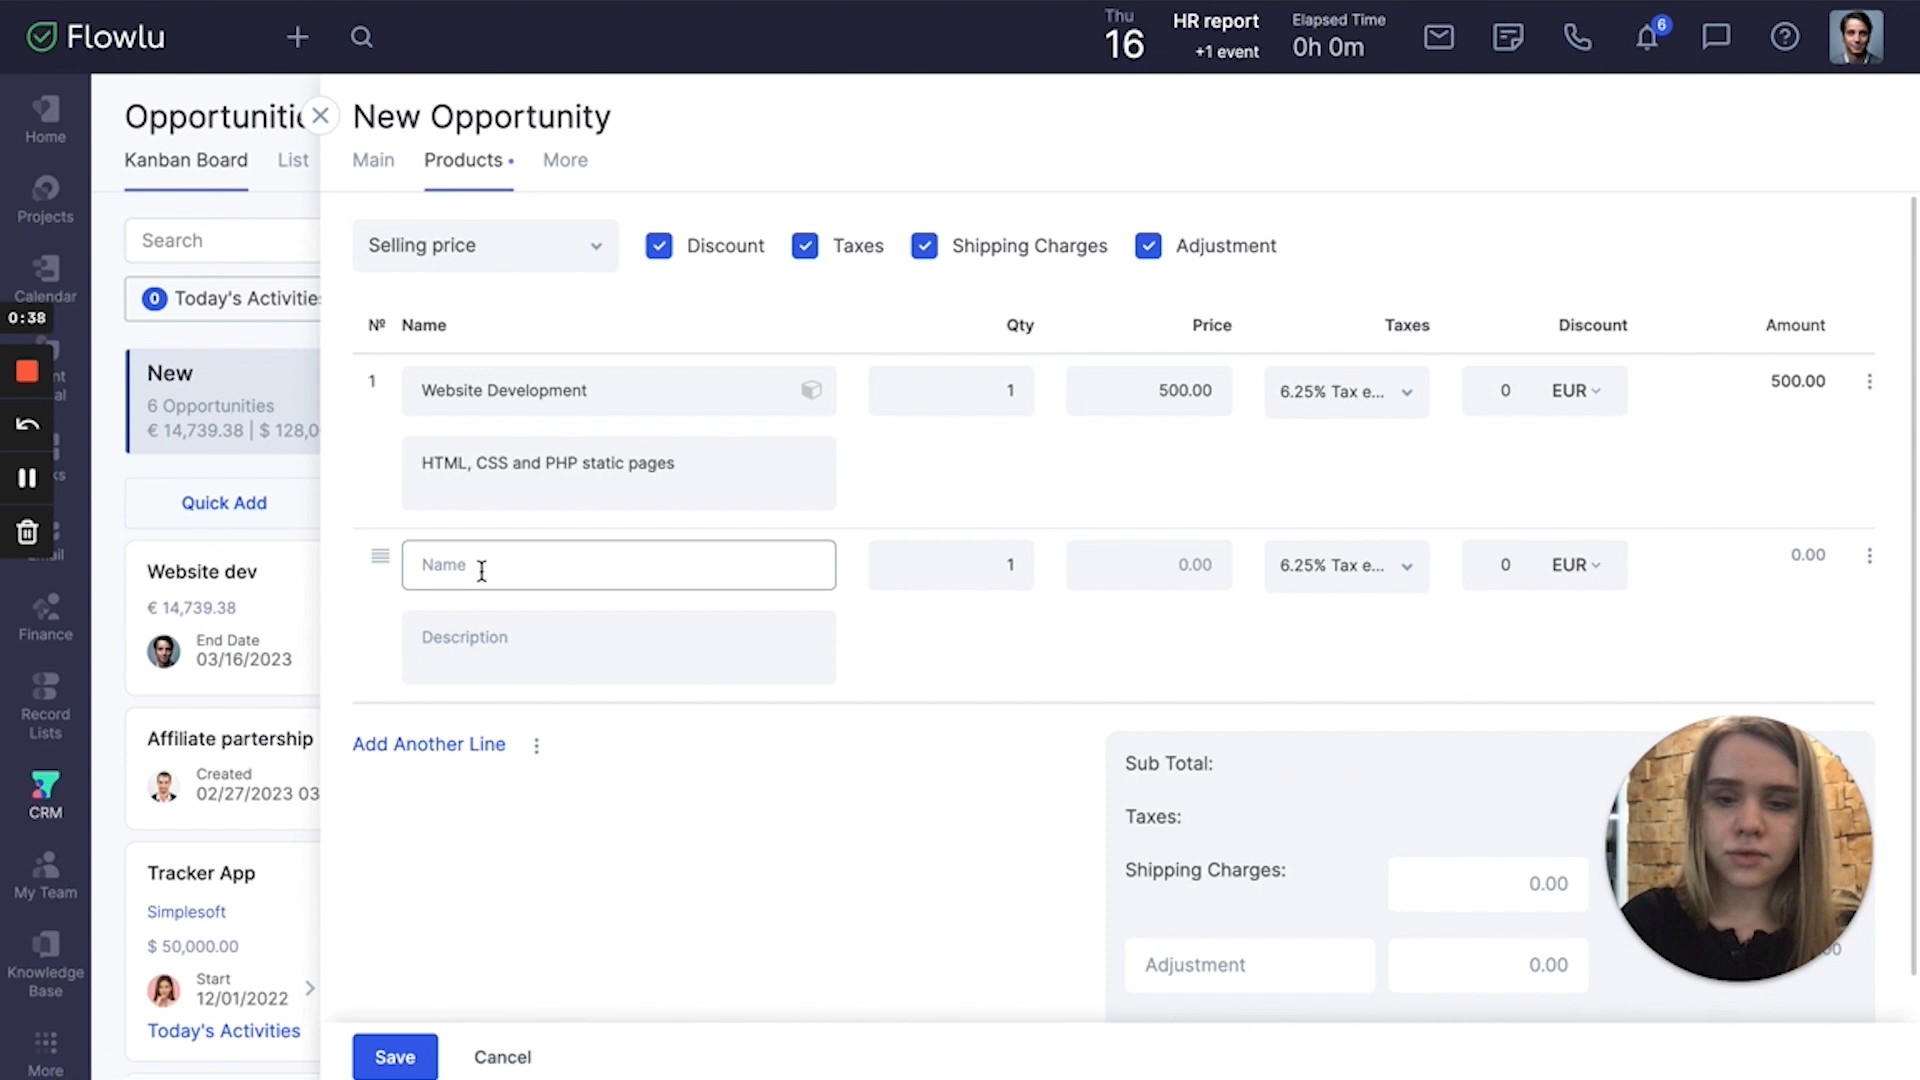 Flowlu
Thu
16
HR report
+1 event
Elapsed Time
0h 0m
6
Home
Projects
Calendar
0:38
Finance
Record
Lists
CRM
My Team
Knowledge
Base
More
Opportunitie
Kanban Board
List
Search
0 Today's Activities
New
6 Opportunities
€ 14,739.38 | $ 128,0
Quick Add
Website dev
€ 14,739.38
End Date
03/16/2023
Affiliate partership
Created
02/27/2023 03
Tracker App
Simplesoft
$ 50,000.00
Start
12/01/2022
Today's Activities
New Opportunity
Main
Products
More
Selling price
Discount
Taxes
Shipping Charges
Adjustment
Nº Name Qty Price Taxes Discount Amount
1 Website Development 1 500.00 6.25% Tax e... 0 EUR 500.00
HTML, CSS and PHP static pages
Name 1 0.00 6.25% Tax e... 0 EUR 0.00
Description
Add Another Line
Sub Total:
Taxes:
Shipping Charges: 0.00
Adjustment 0.00
Save
Cancel